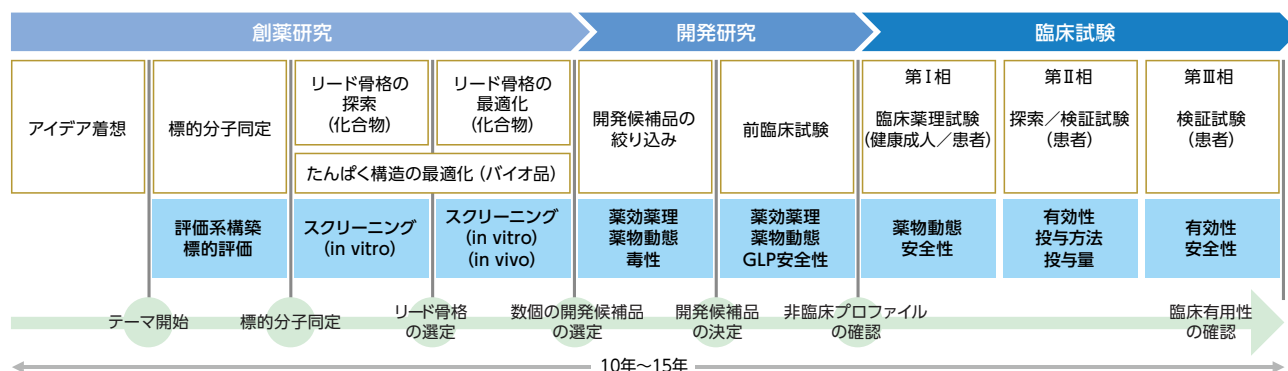 創薬研究
開発研究
臨床試験
アイデア着想
標的分子同定
リード骨格の
探索
(化合物)
リード骨格の
最適化
(化合物)
たんぱく構造の最適化(バイオ品)
開発候補品の
絞り込み
前臨床試験
第Ⅰ相
臨床薬理試験
(健康成人／患者)
第Ⅱ相
探索／検証試験
(患者)
第Ⅲ相
検証試験
(患者)
評価系構築
標的評価
スクリーニング
(in vitro)
スクリーニング
(in vitro)
(in vivo)
薬効薬理
薬物動態
毒性
薬効薬理
薬物動態
GLP安全性
薬物動態
安全性
有効性
投与方法
投与量
有効性
安全性
テーマ開始
標的分子同定
リード骨格
の選定
数個の開発候補品
の選定
開発候補品
の決定
非臨床プロファイル
の確認
臨床有用性
の確認
10年～15年